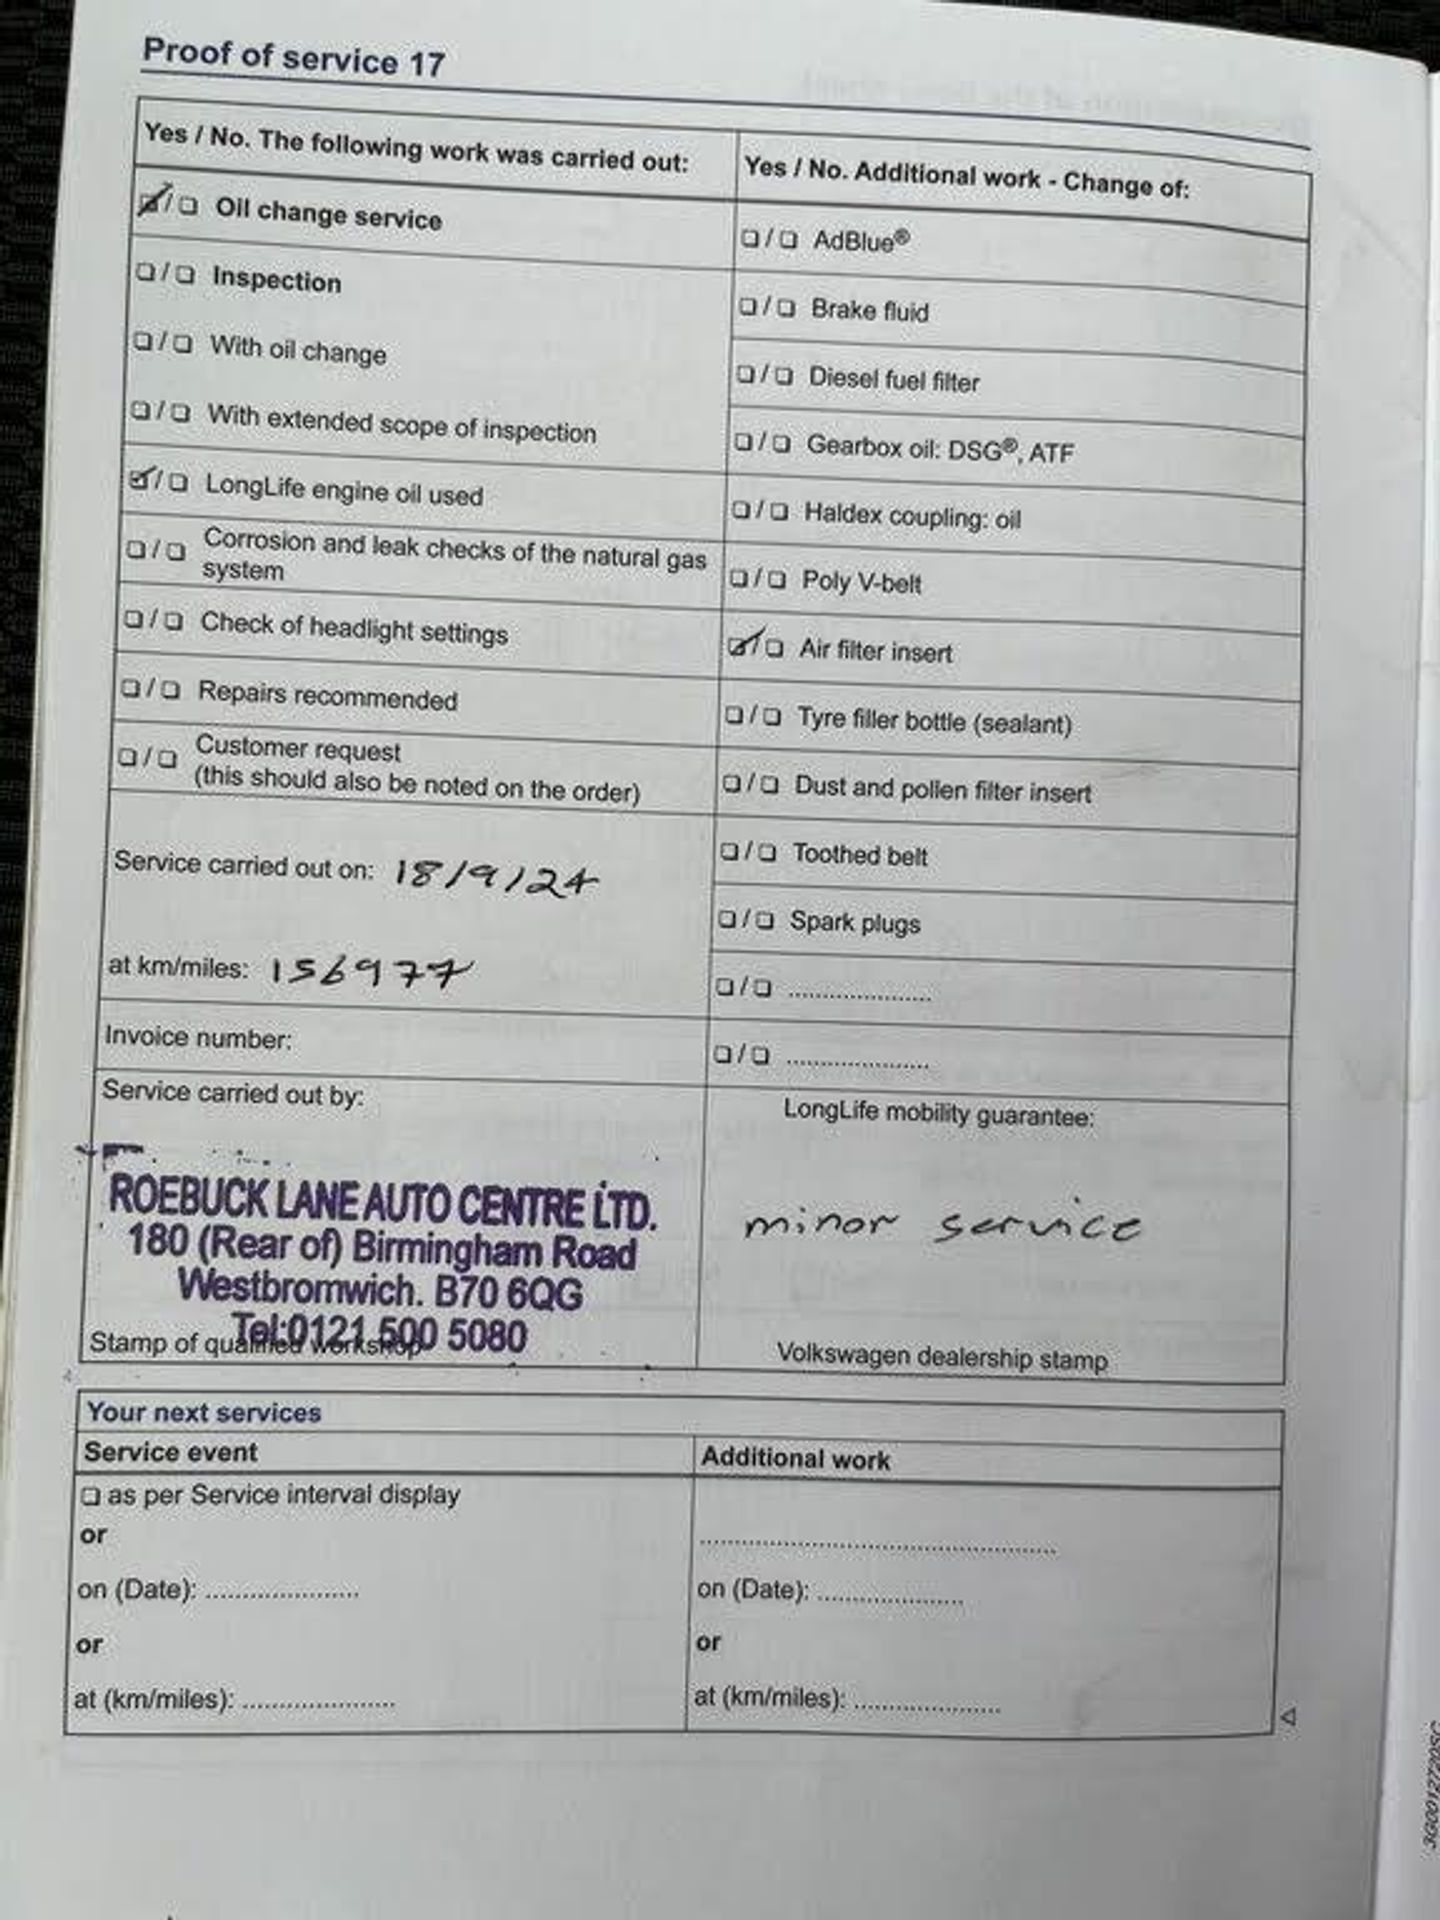 Proof of service 17
Yes / No. The following work was carried out:
☑/❏ Oil change service
❏/❏ Inspection
❏/❏ With oil change
❏/❏ With extended scope of inspection
☑/❏ LongLife engine oil used
❏/❏ Corrosion and leak checks of the natural gas
system
❏/❏ Check of headlight settings
❏/❏ Repairs recommended
❏/❏ Customer request
(this should also be noted on the order)
Service carried out on: 18/9/24
at km/miles: 156977
Invoice number:
Yes / No. Additional work - Change of:
❏/❏ AdBlue®
❏/❏ Brake fluid
❏/❏ Diesel fuel filter
❏/❏ Gearbox oil: DSG®, ATF
❏/❏ Haldex coupling: oil
❏/❏ Poly V-belt
☑/❏ Air filter insert
❏/❏ Tyre filler bottle (sealant)
❏/❏ Dust and pollen filter insert
❏/❏ Toothed belt
❏/❏ Spark plugs
❏/❏ .....................
❏/❏ .....................
Service carried out by:
ROEBUCK LANE AUTO CENTRE LTD.
180 (Rear of) Birmingham Road
Westbromwich. B70 6QG
Tel:0121 500 5080
Stamp of qualified workshop
LongLife mobility guarantee:
minor service
Volkswagen dealership stamp
Your next services
Service event
❏ as per Service interval display
or
on (Date): ......................
or
at (km/miles): ......................
Additional work
.....................................................
on (Date): ......................
or
at (km/miles): ......................
3G0012720SC